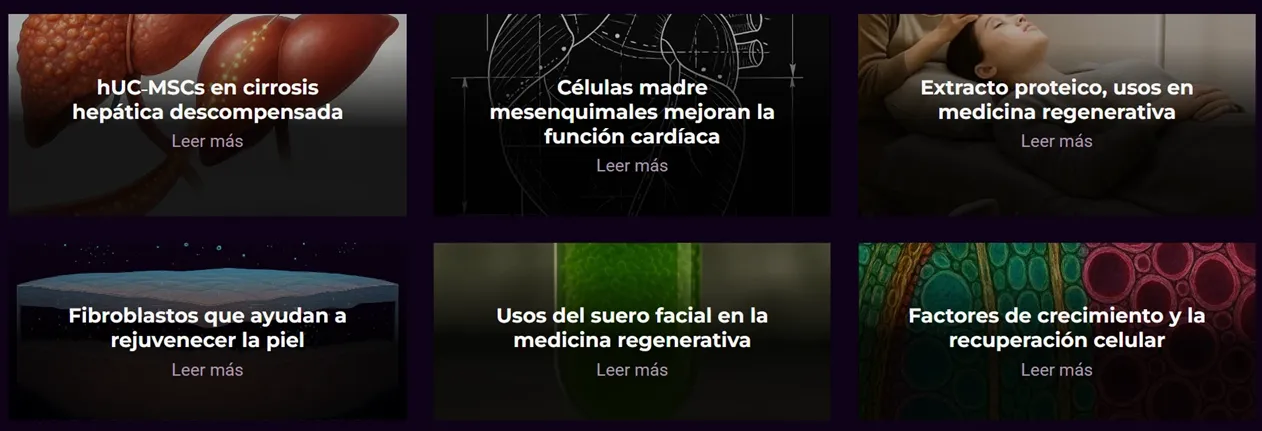 hUC-MSCs en cirrosis
hepática descompensada
Leer más
Células madre
mesenquimales mejoran la
función cardíaca
Leer más
Extracto proteico, usos en
medicina regenerativa
Leer más
Fibroblastos que ayudan a
rejuvenecer la piel
Leer más
Usos del suero facial en la
medicina regenerativa
Leer más
Factores de crecimiento y la
recuperación celular
Leer más